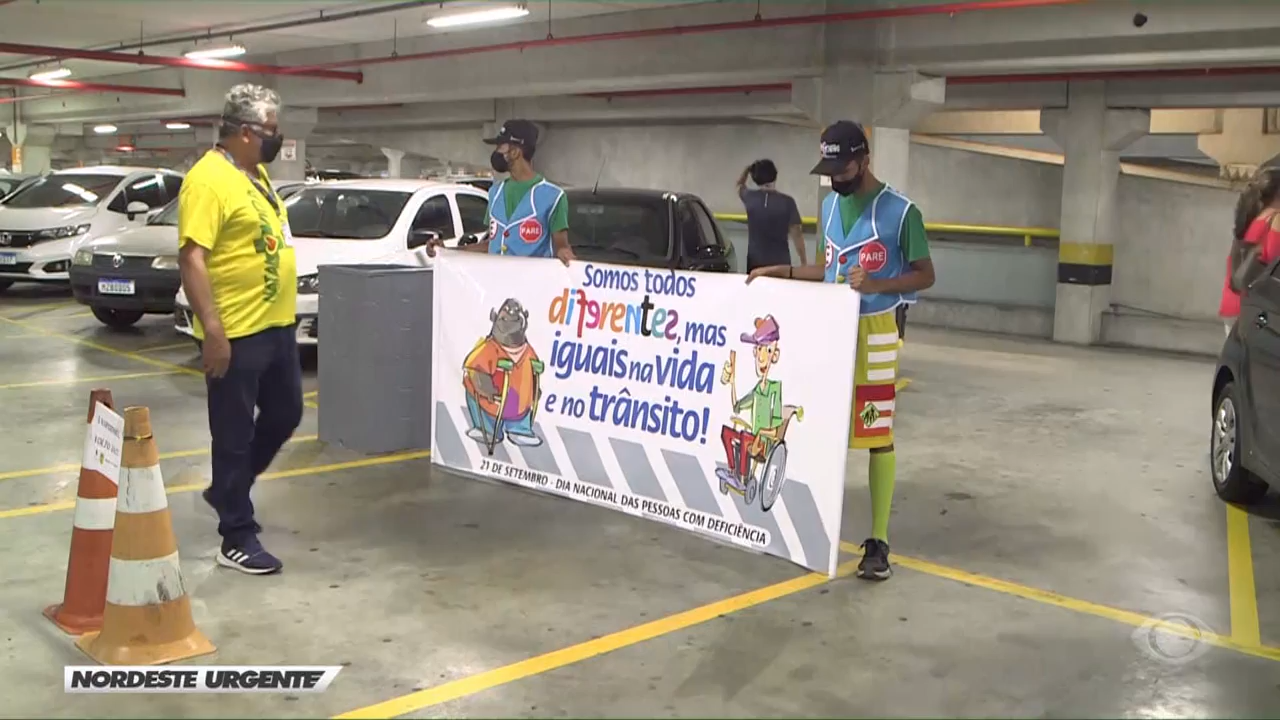 Somos todos
diferentes, mas
iguais na vida
e no trânsito!
21 DE SETEMBRO - DIA NACIONAL DAS PESSOAS COM DEFICIÊNCIA
PARE
PARE
NORDESTE URGENTE